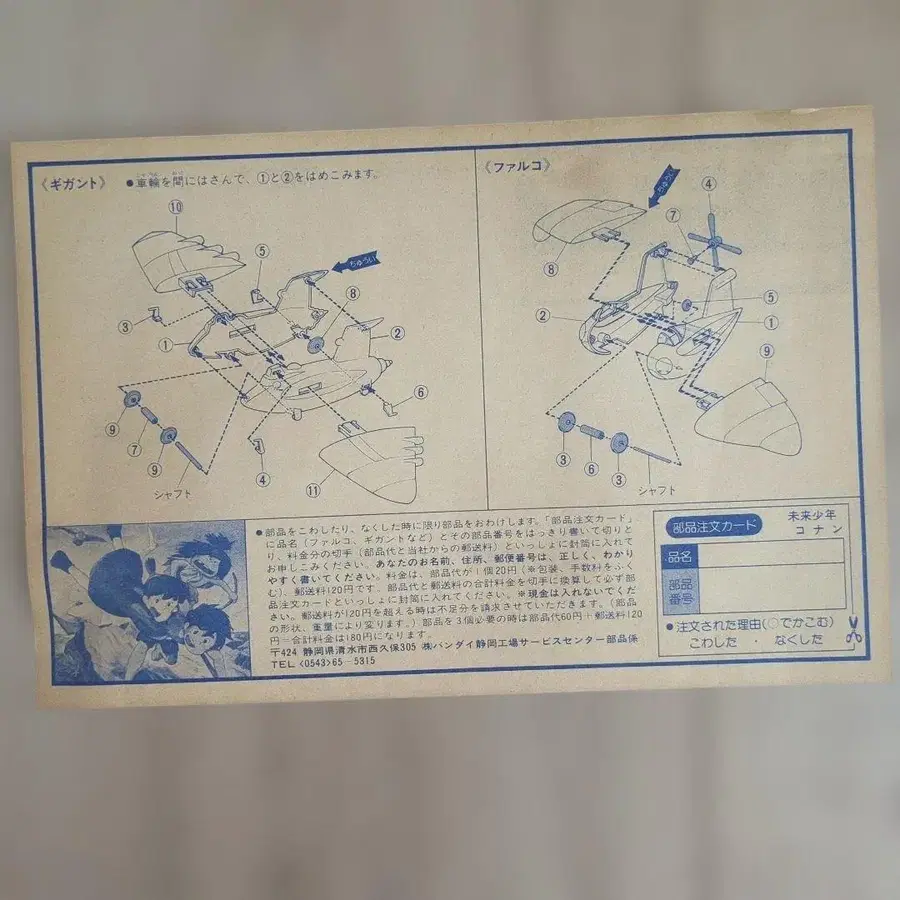 《ギガント》
●車輪を間にはさんで、①と②をはめこみます。
⑩
⑤
ちゅうい
⑧
③
①
②
⑨
⑦
⑨
⑥
④
シャフト
⑪
《ファルコ》
ちゅうい
④
⑦
⑧
⑤
②
①
⑨
③
⑥
③
シャフト
●部品をこわしたり、なくした時に限り部品をおわけします。「部品注文カード」
に品名(ファルコ、ギガントなど)とその部品番号をはっきり書いて切りと
り、料金分の切手(部品代と当社からの郵送料)といっしょに封筒に入れて
お申しこみください。あなたのお名前、住所、郵便番号は、正しく、わかり
やすく書いてください。料金は、部品代が1個20円(※包装、手数料をふく
む)、郵送料120円です。部品代と郵送料の合計料金を切手に換算して必ず部
品注文カードといっしょに封筒に入れてください。※現金は入れないでくだ
さい。郵送料が120円を超える時は不足分を請求させていただきます。(部品
の形状、重量により変ります。)部品を3個必要の時は部品代60円+郵送料120
円=合計料金は180円になります。
〒424 静岡県清水市西久保305 ㈱バンダイ静岡工場サービスセンター部品係
TEL〈0543〉65-5315
部品注文カード
未来少年
コナン
品名
部品
番号
●注文された理由(○でかこむ)
こわした ・ なくした